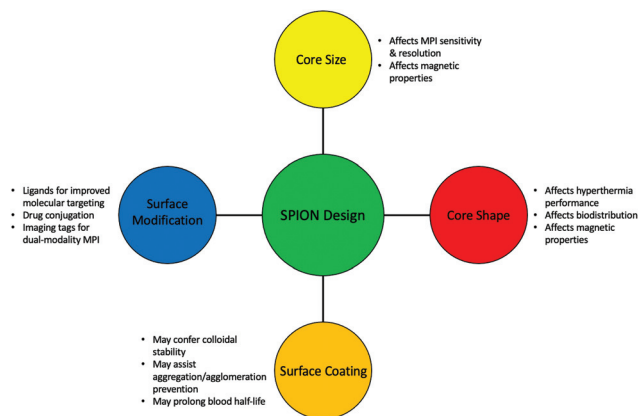 Core Size
• Affects MPI sensitivity
& resolution
• Affects magnetic
properties
• Ligands for improved
molecular targeting
• Drug conjugation
• Imaging tags for
dual-modality MPI
Surface
Modification
SPION Design
Core Shape
• Affects hyperthermia
performance
• Affects biodistribution
• Affects magnetic
properties
• May confer colloidal
stability
• May assist
aggregation/agglomeration
prevention
• May prolong blood half-life
Surface Coating